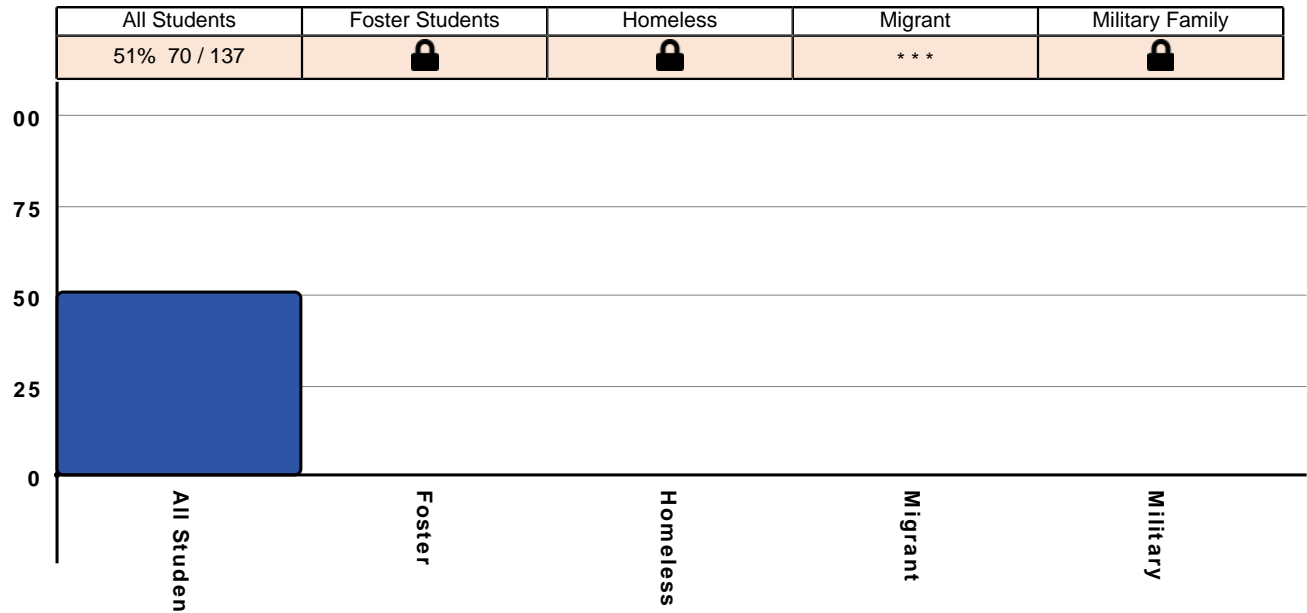 All Students Foster Students Homeless Migrant Military Family
51% 70 / 137 * * *
00
75
50
25
0
All Studen
Foster
Homeless
Migrant
Military